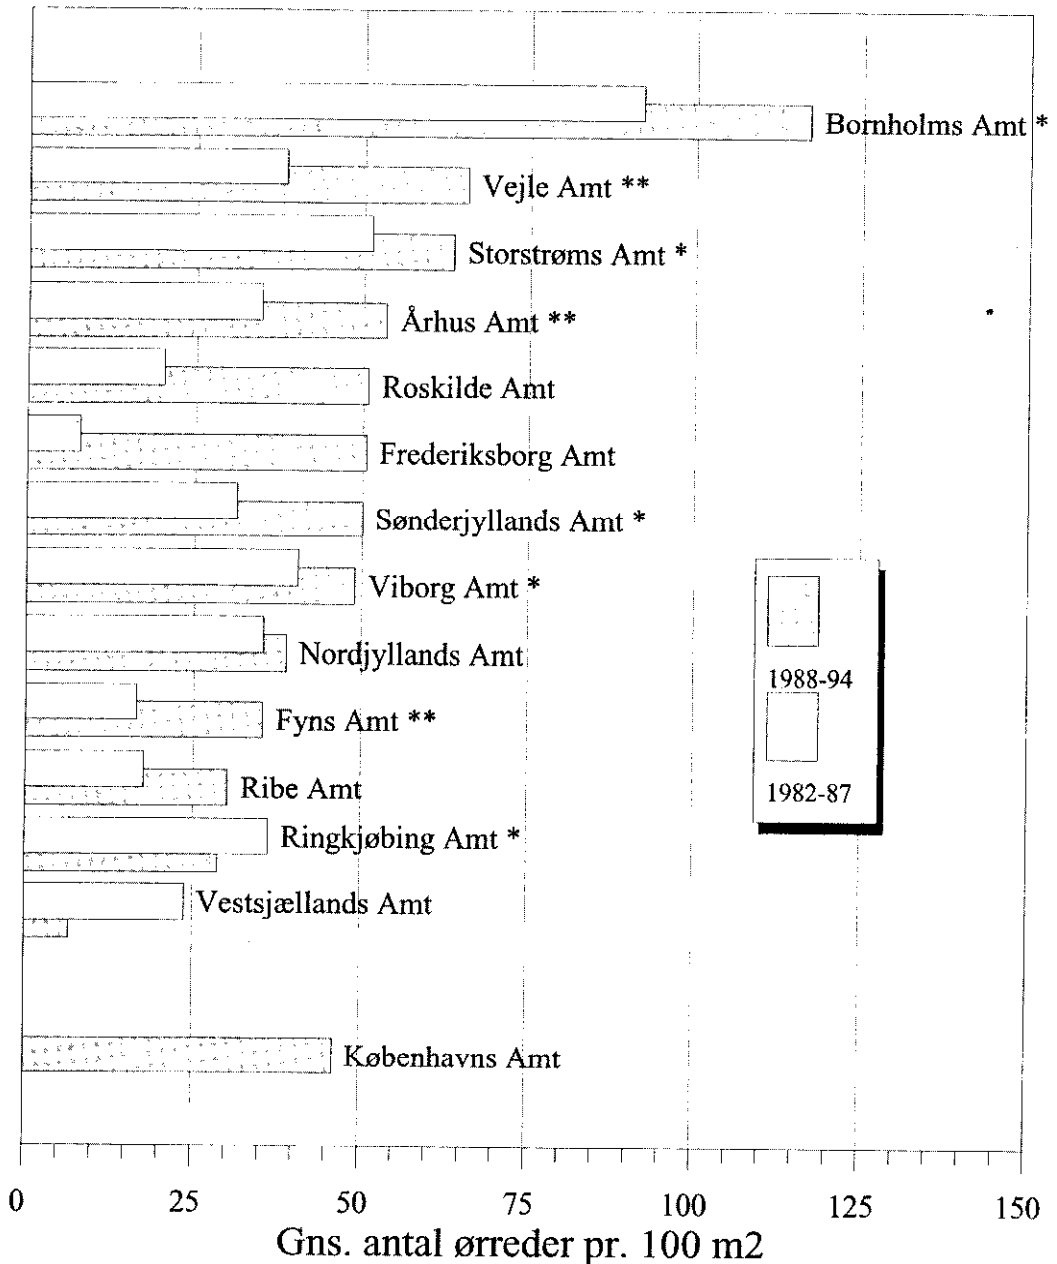 Bornholms Amt *
Vejle Amt **
Storstrøms Amt *
Århus Amt **
Roskilde Amt
Frederiksborg Amt
Sønderjyllands Amt *
Viborg Amt *
Nordjyllands Amt
Fyns Amt **
Ribe Amt
Ringkjøbing Amt *
Vestsjællands Amt
Københavns Amt
1988-94
1982-87
0 25 50 75 100 125 150
Gns. antal ørreder pr. 100 m2